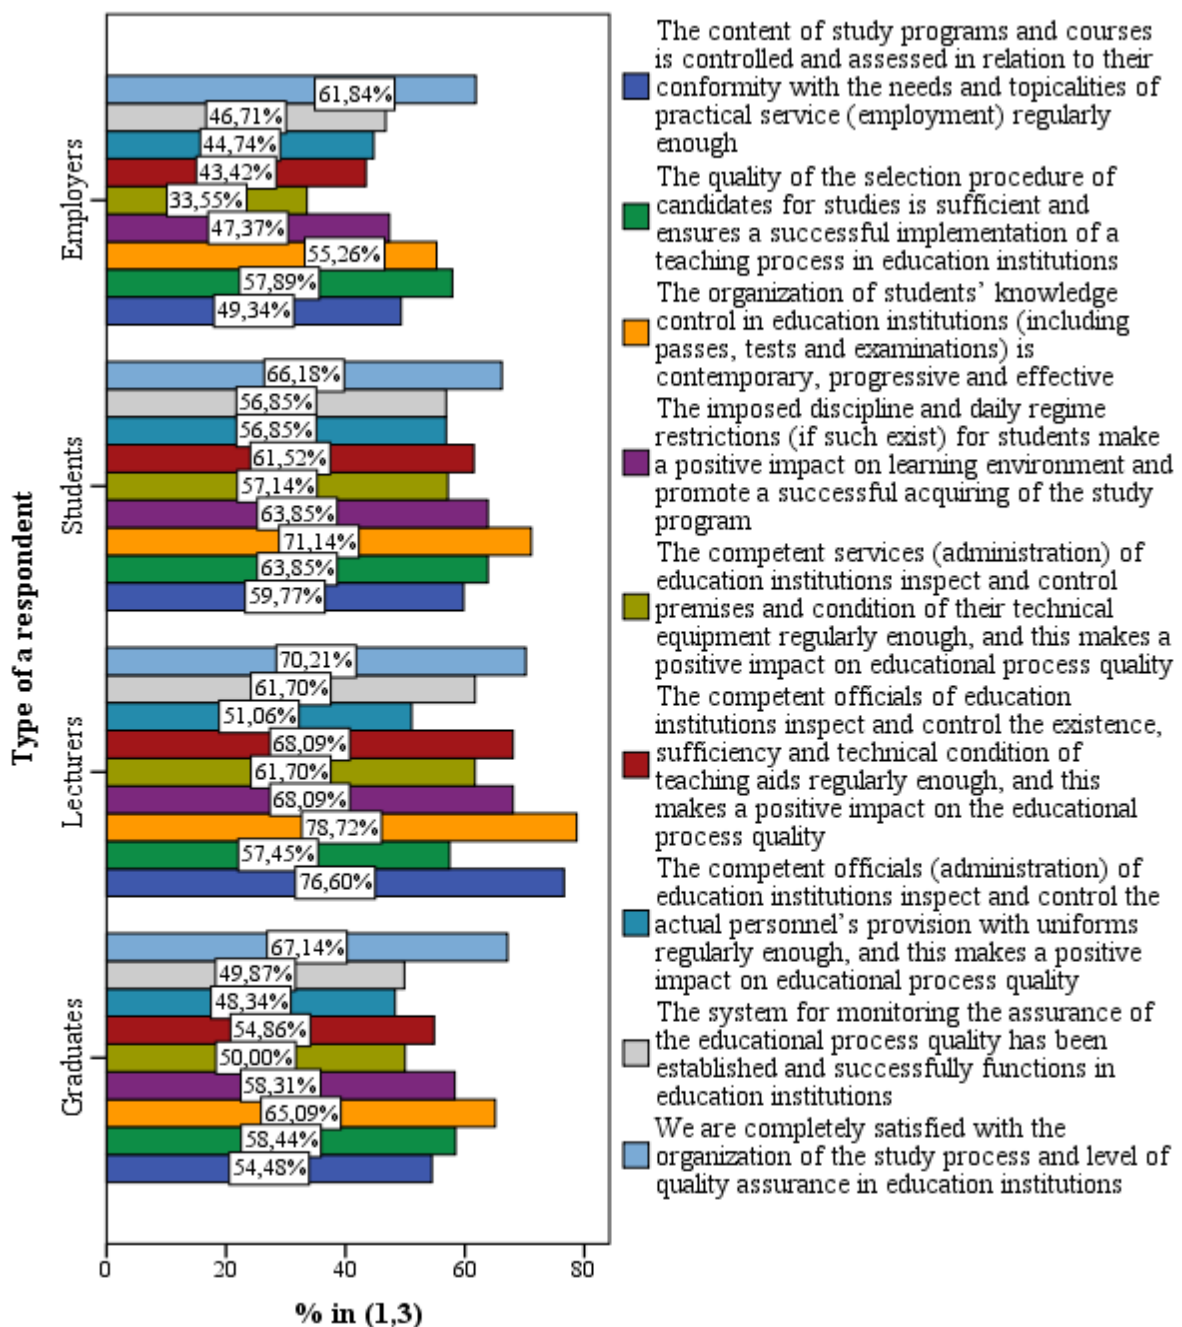 Type of a respondent
Employers
61,84%
46,71%
44,74%
43,42%
33,55%
47,37%
55,26%
57,89%
49,34%
Students
66,18%
56,85%
56,85%
61,52%
57,14%
63,85%
71,14%
63,85%
59,77%
Lecturers
70,21%
61,70%
51,06%
68,09%
61,70%
68,09%
78,72%
57,45%
76,60%
Graduates
67,14%
49,87%
48,34%
54,86%
50,00%
58,31%
65,09%
58,44%
54,48%
0 20 40 60 80
% in (1,3)
The content of study programs and courses
is controlled and assessed in relation to their
conformity with the needs and topicalities of
practical service (employment) regularly
enough
The quality of the selection procedure of
candidates for studies is sufficient and
ensures a successful implementation of a
teaching process in education institutions
The organization of students’ knowledge
control in education institutions (including
passes, tests and examinations) is
contemporary, progressive and effective
The imposed discipline and daily regime
restrictions (if such exist) for students make
a positive impact on learning environment and
promote a successful acquiring of the study
program
The competent services (administration) of
education institutions inspect and control
premises and condition of their technical
equipment regularly enough, and this makes a
positive impact on educational process quality
The competent officials of education
institutions inspect and control the existence,
sufficiency and technical condition of
teaching aids regularly enough, and this
makes a positive impact on the educational
process quality
The competent officials (administration) of
education institutions inspect and control the
actual personnel’s provision with uniforms
regularly enough, and this makes a positive
impact on educational process quality
The system for monitoring the assurance of
the educational process quality has been
established and successfully functions in
education institutions
We are completely satisfied with the
organization of the study process and level of
quality assurance in education institutions